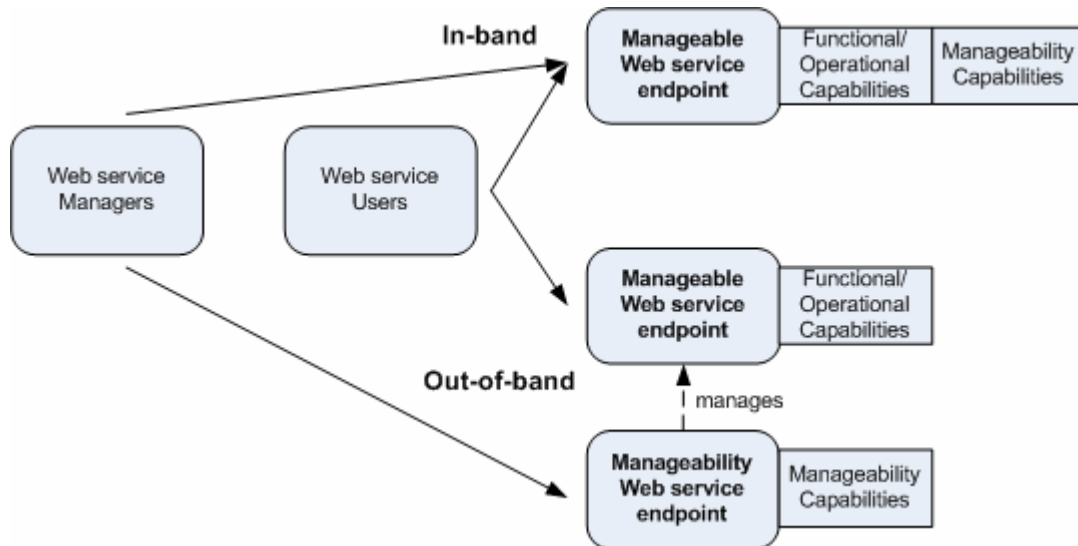 In-band
Manageable
Web service
endpoint
Functional/
Operational
Capabilities
Manageability
Capabilities
Web service
Managers
Web service
Users
Manageable
Web service
endpoint
Functional/
Operational
Capabilities
Out-of-band
manages
Manageability
Web service
endpoint
Manageability
Capabilities